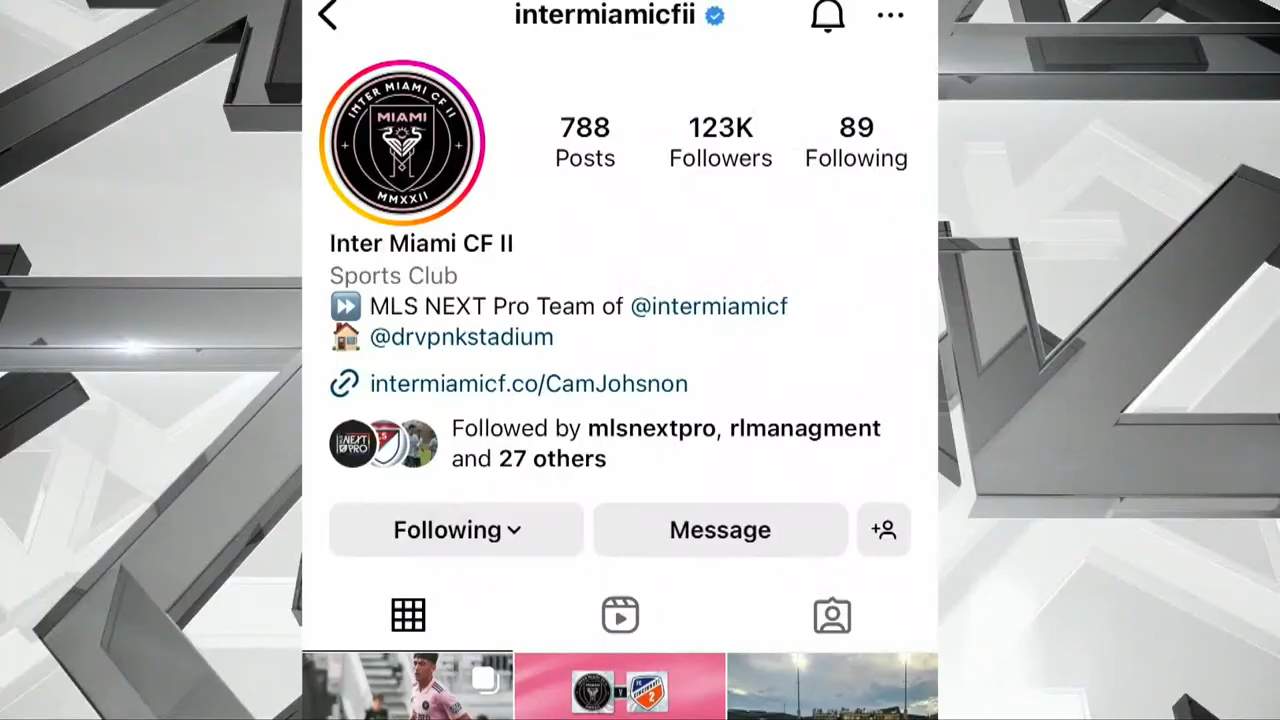 intermiamicfii
INTER MIAMI CF II
MIAMI
MMXXII
788
Posts
123K
Followers
89
Following
Inter Miami CF II
Sports Club
MLS NEXT Pro Team of @intermiamicf
@drvpnkstadium
intermiamicf.co/CamJohsnon
NEXT
PRO
Followed by mlsnextpro, rlmanagment
and 27 others
Following
Message